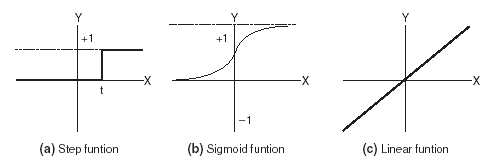 Y
+1
X
t
(a) Step funtion
Y
+1
X
–1
(b) Sigmoid funtion
Y
X
(c) Linear funtion